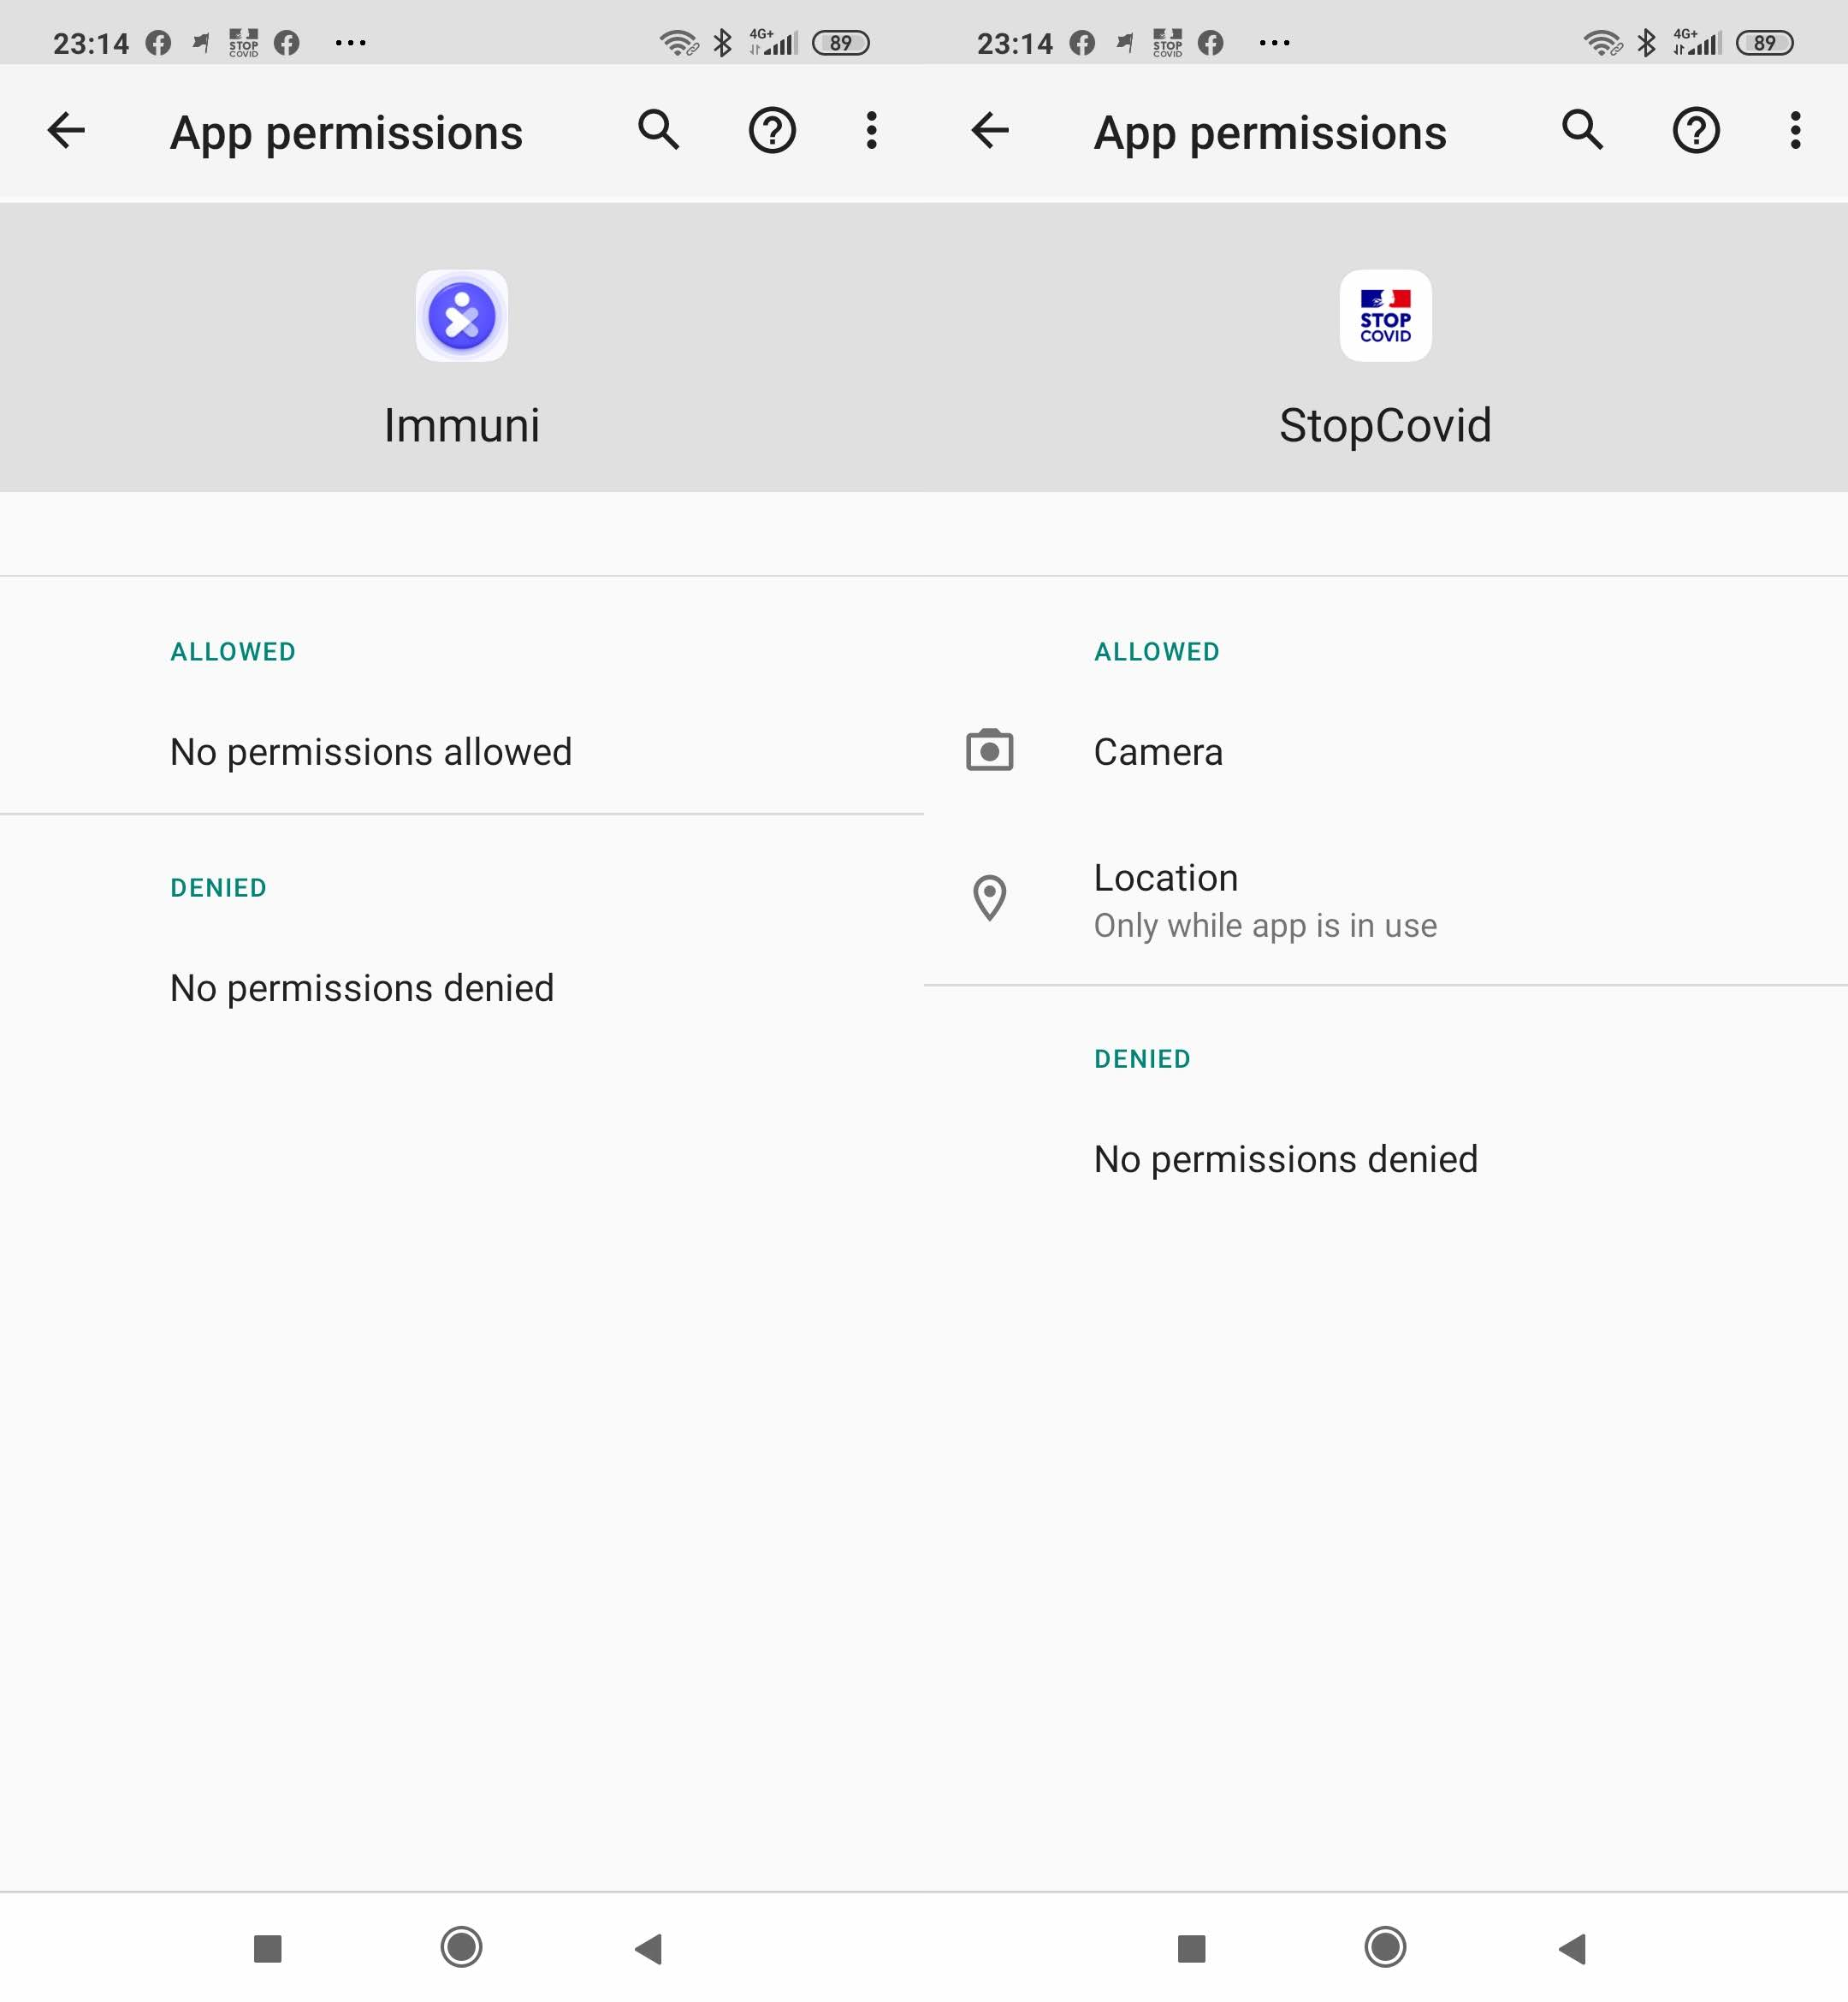 23:14 STOP COVID 4G+ 89
App permissions
Immuni
ALLOWED
No permissions allowed
DENIED
No permissions denied
23:14 STOP COVID 4G+ 89
App permissions
STOP
COVID
StopCovid
ALLOWED
Camera
Location
Only while app is in use
DENIED
No permissions denied